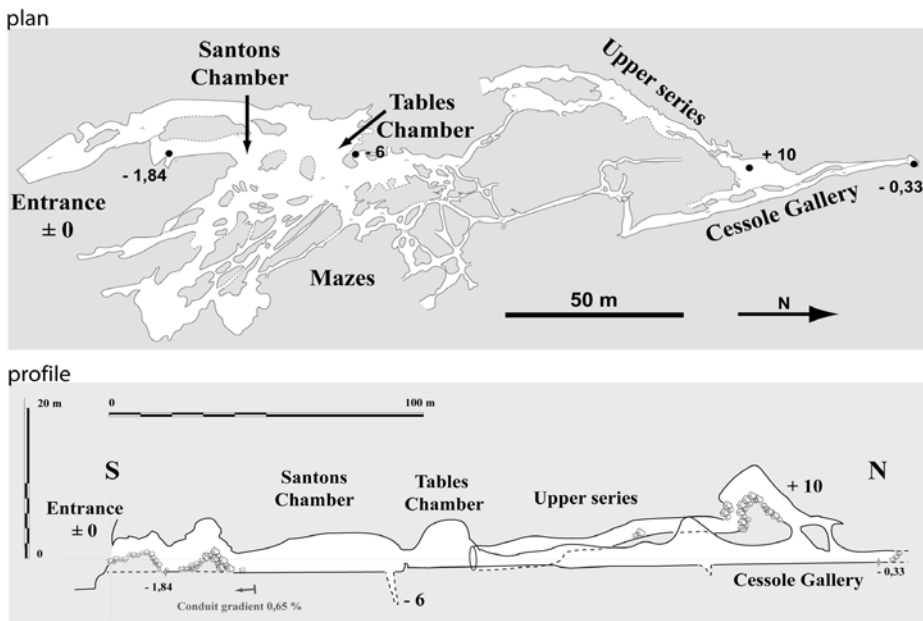 plan
Santons
Chamber
Tables
Chamber
Upper series
- 6
+ 10
- 1,84
- 0,33
Entrance
± 0
Cessole Gallery
Mazes
50 m
N
profile
20 m
0
100 m
S
N
Santons
Chamber
Tables
Chamber
Upper series
+ 10
Entrance
± 0
0
- 1,84
- 0,33
Conduit gradient 0,65 %
- 6
Cessole Gallery